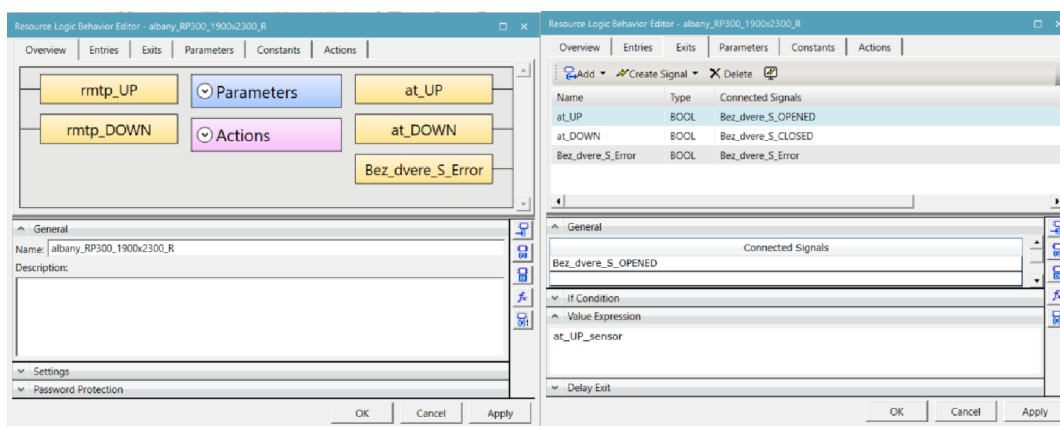 Resource Logic Behavior Editor - albany_RP300_1900x2300_R
Overview Entries Exits Parameters Constants Actions
rmtp_UP Parameters at_UP
rmtp_DOWN Actions at_DOWN
Bez_dvere_S_Error
General
Name: albany_RP300_1900x2300_R
Description:
Settings
Password Protection
OK Cancel Apply
Resource Logic Behavior Editor - albany_RP300_1900x2300_R
Overview Entries Exits Parameters Constants Actions
Add Create Signal Delete
Name Type Connected Signals
at_UP BOOL Bez_dvere_S_OPENED
at_DOWN BOOL Bez_dvere_S_CLOSED
Bez_dvere_S_Error BOOL Bez_dvere_S_Error
General
Connected Signals
Bez_dvere_S_OPENED
If Condition
Value Expression
at_UP_sensor
Delay Exit
OK Cancel Apply